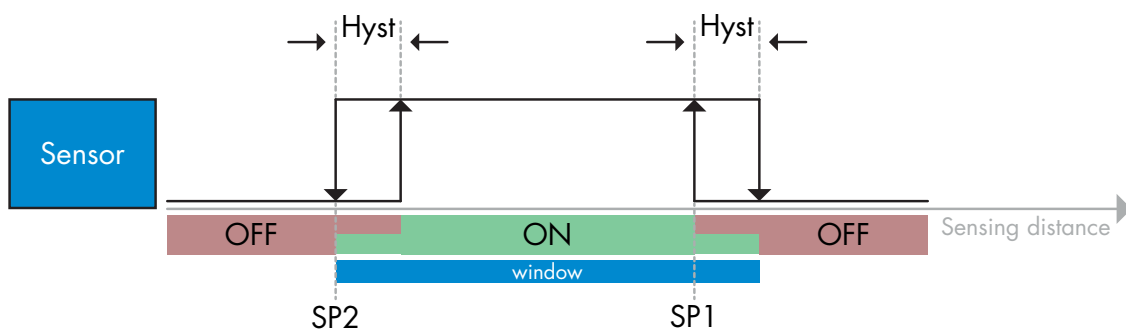 Hyst
Hyst
Sensor
OFF
ON
OFF
Sensing distance
window
SP2
SP1